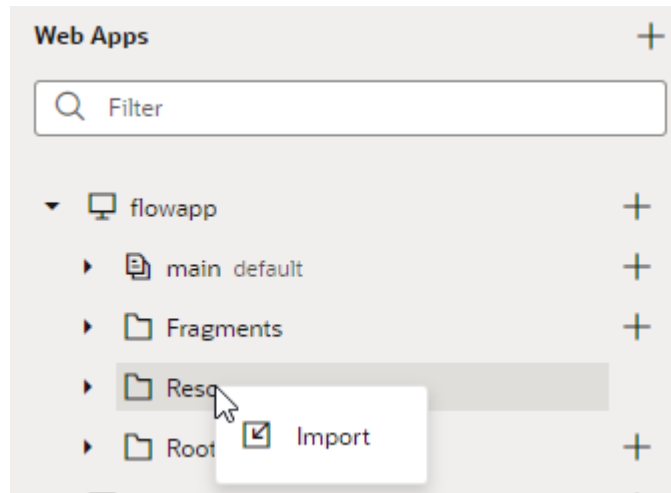 Web Apps
Filter
flowapp
main default
Fragments
Reso
Import
Root